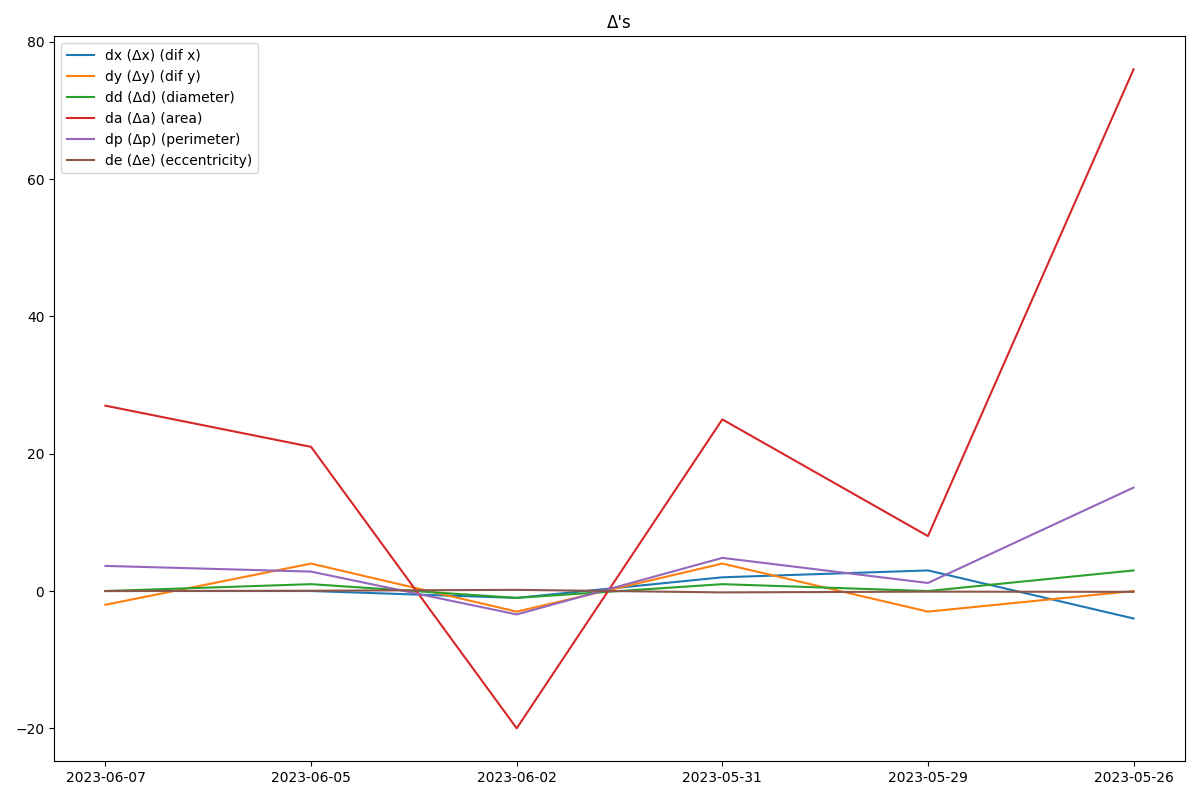 Δ's
80
60
40
20
0
−20
dx (Δx) (dif x)
dy (Δy) (dif y)
dd (Δd) (diameter)
da (Δa) (area)
dp (Δp) (perimeter)
de (Δe) (eccentricity)
2023-06-07 2023-06-05 2023-06-02 2023-05-31 2023-05-29 2023-05-26